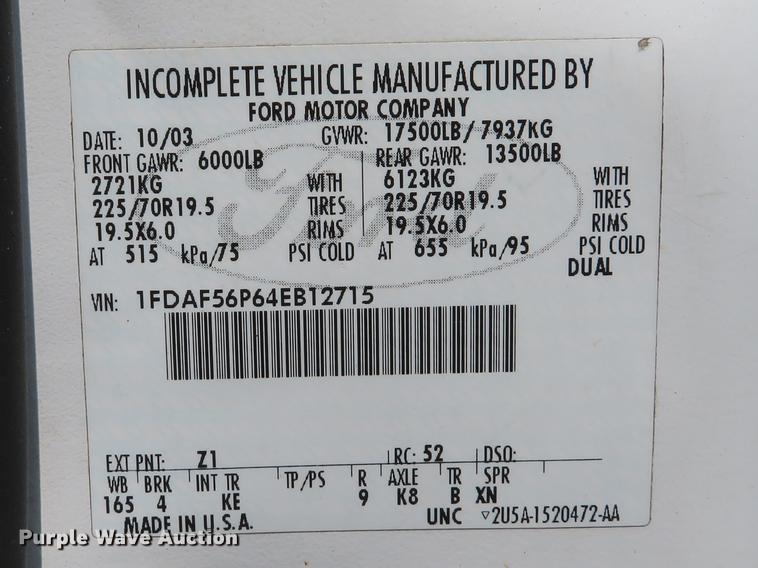 INCOMPLETE VEHICLE MANUFACTURED BY
FORD MOTOR COMPANY
DATE: 10/03 GVWR: 17500LB/7937KG
FRONT GAWR: 6000LB REAR GAWR: 13500LB
2721KG WITH 6123KG WITH
225/70R19.5 TIRES 225/70R19.5 TIRES
19.5X6.0 RIMS 19.5X6.0 RIMS
AT 515 kPa/75 PSI COLD AT 655 kPa/95 PSI COLD
DUAL
VIN: 1FDAF56P64EB12715
EXT PNT: Z1 RC: 52 DSO:
WB BRK INT TR TP/PS R AXLE TR SPR
165 4 KE 9 K8 B XN
MADE IN U.S.A. UNC ▽2U5A-1520472-AA
Ford
Purple Wave Auction